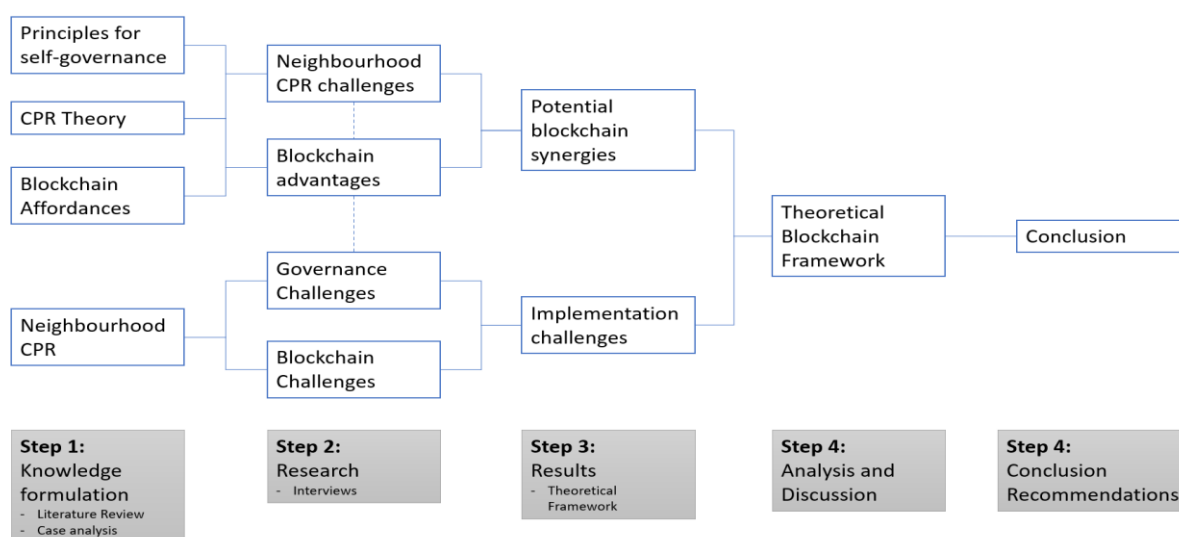 Principles for
self-governance
CPR Theory
Blockchain
Affordances
Neighbourhood
CPR
Neighbourhood
CPR challenges
Blockchain
advantages
Governance
Challenges
Blockchain
Challenges
Potential
blockchain
synergies
Implementation
challenges
Theoretical
Blockchain
Framework
Conclusion
Step 1:
Knowledge
formulation
- Literature Review
- Case analysis
Step 2:
Research
- Interviews
Step 3:
Results
- Theoretical
Framework
Step 4:
Analysis and
Discussion
Step 4:
Conclusion
Recommendations